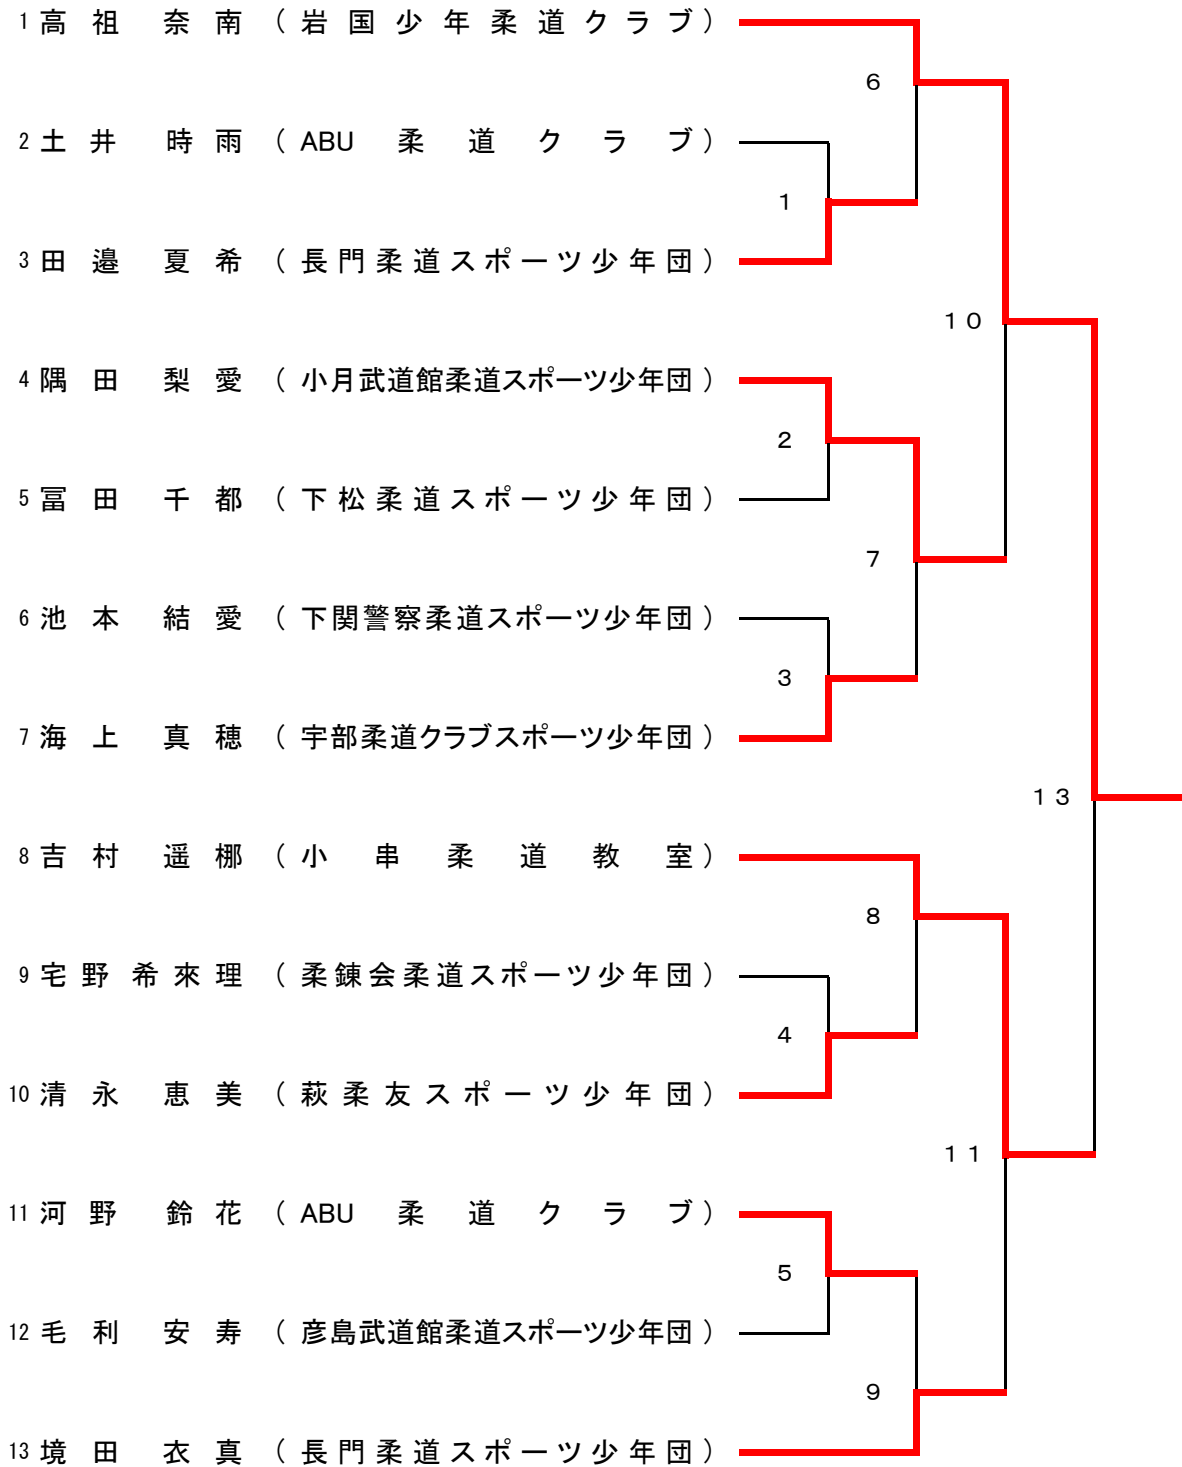 1 高祖 奈南 （岩国少年柔道クラブ）
6
2 土井 時雨 （ABU 柔道クラブ）
1
3 田邉 夏希 （長門柔道スポーツ少年団）
10
4 隅田 梨愛 （小月武道館柔道スポーツ少年団）
2
5 冨田 千都 （下松柔道スポーツ少年団）
7
6 池本 結愛 （下関警察柔道スポーツ少年団）
3
7 海上 真穂 （宇部柔道クラブスポーツ少年団）
13
8 吉村 遥梛 （小串柔道教室）
8
9 宅野希來理 （柔錬会柔道スポーツ少年団）
4
10 清永 恵美 （萩柔友スポーツ少年団）
11
11 河野 鈴花 （ABU 柔道クラブ）
5
12 毛利 安寿 （彦島武道館柔道スポーツ少年団）
9
13 境田 衣真 （長門柔道スポーツ少年団）